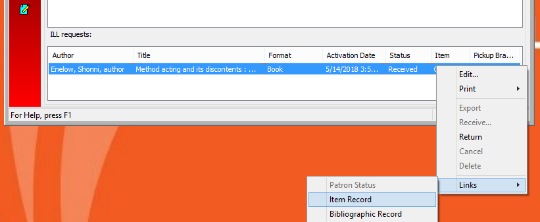 ILL requests:
Author Title Format Activation Date Status Item Pickup Bra...
Enelow, Shonni, author Method acting and its discontents : ... Book 5/14/2018 3:5... Received
Edit...
Print
Export
Receive...
Return
Cancel
Delete
Links
For Help, press F1
Patron Status
Item Record
Bibliographic Record